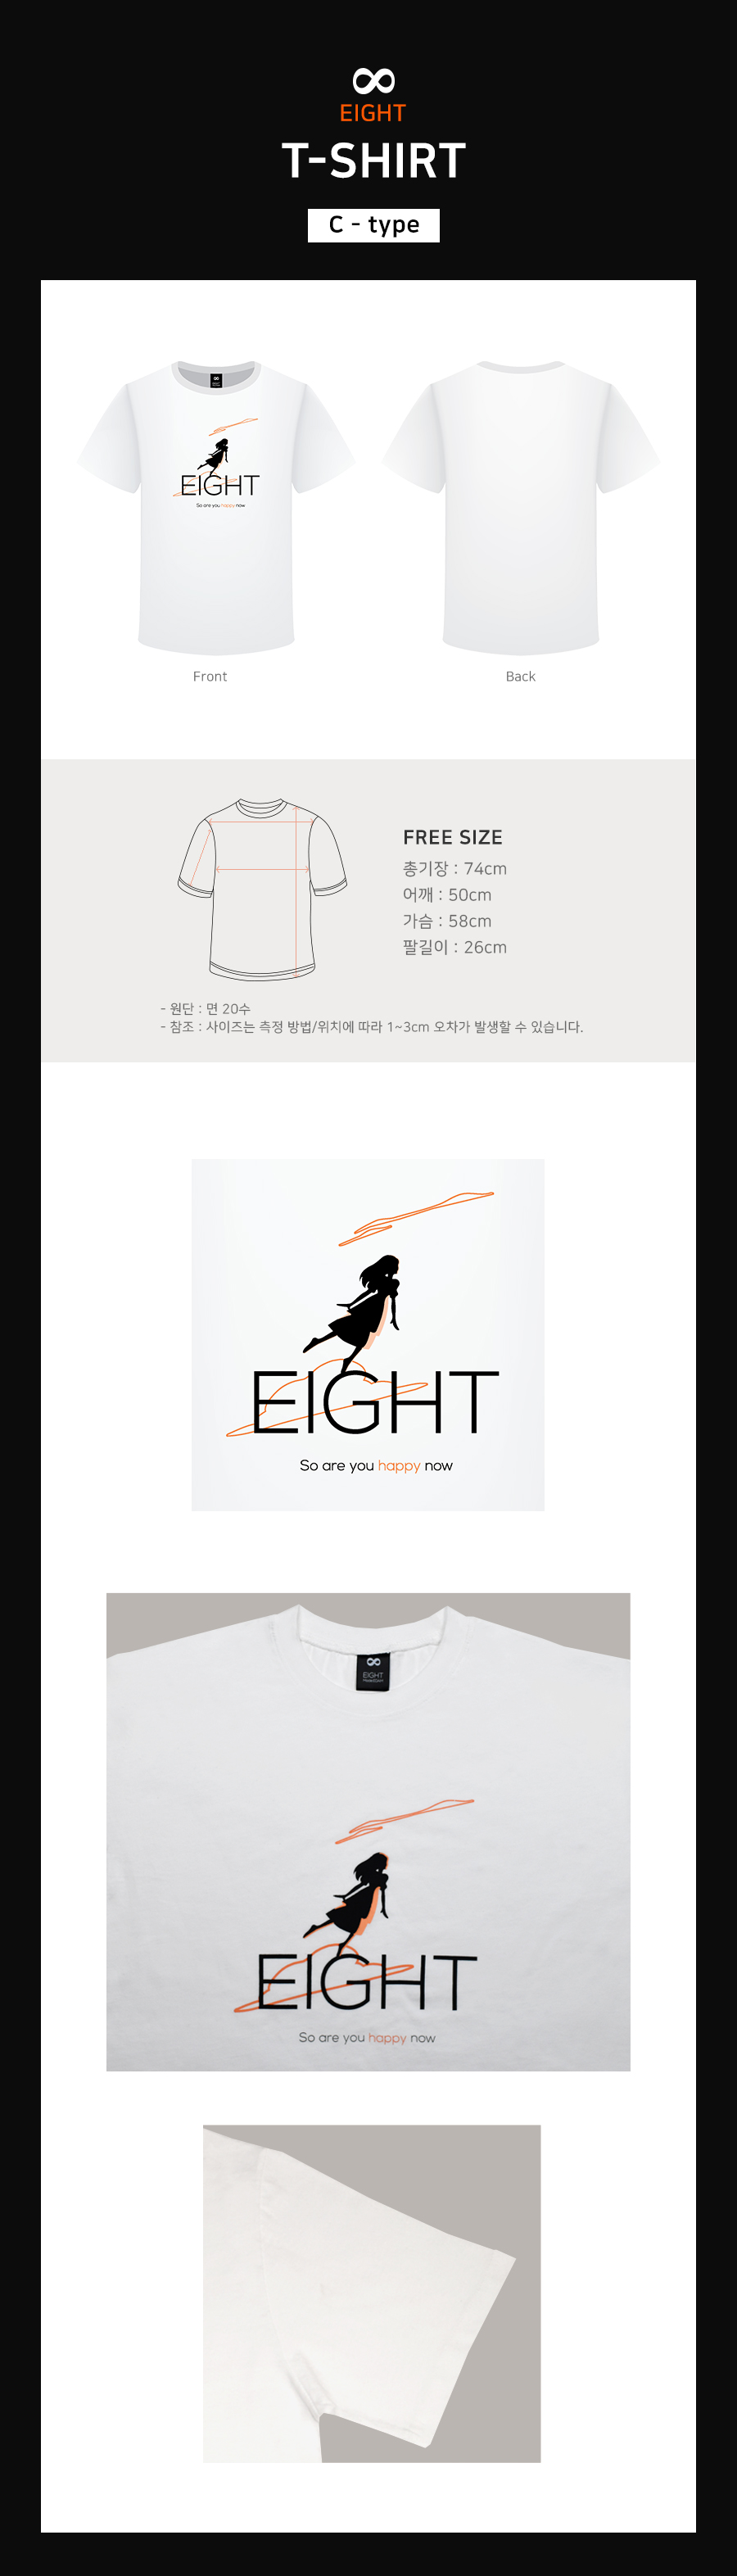 EIGHT
T-SHIRT
C - type
EIGHT
So are you happy now
Front
Back
FREE SIZE
총기장 : 74cm
어깨 : 50cm
가슴 : 58cm
팔길이 : 26cm
- 원단 : 면 20수
- 참조 : 사이즈는 측정 방법/위치에 따라 1~3cm 오차가 발생할 수 있습니다.
EIGHT
So are you happy now
EIGHT
EIGHT
So are you happy now